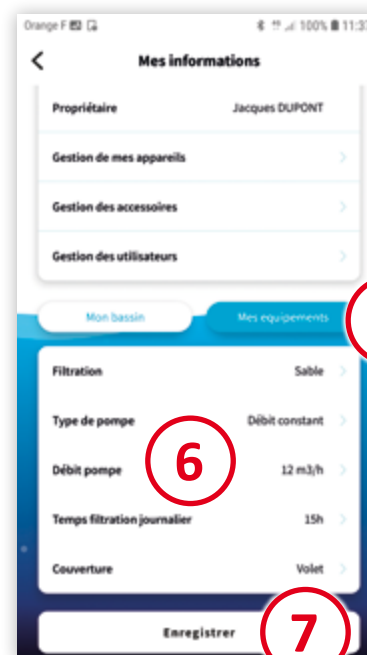 Orange F 100% 11:37
Mes informations
Propriétaire Jacques DUPONT
Gestion de mes appareils
Gestion des accessoires
Gestion des utilisateurs
Mon bassin Mes equipements
Filtration Sable
Type de pompe Débit constant
6
Débit pompe 12 m3/h
Temps filtration journalier 15h
Couverture Volet
Enregistrer 7